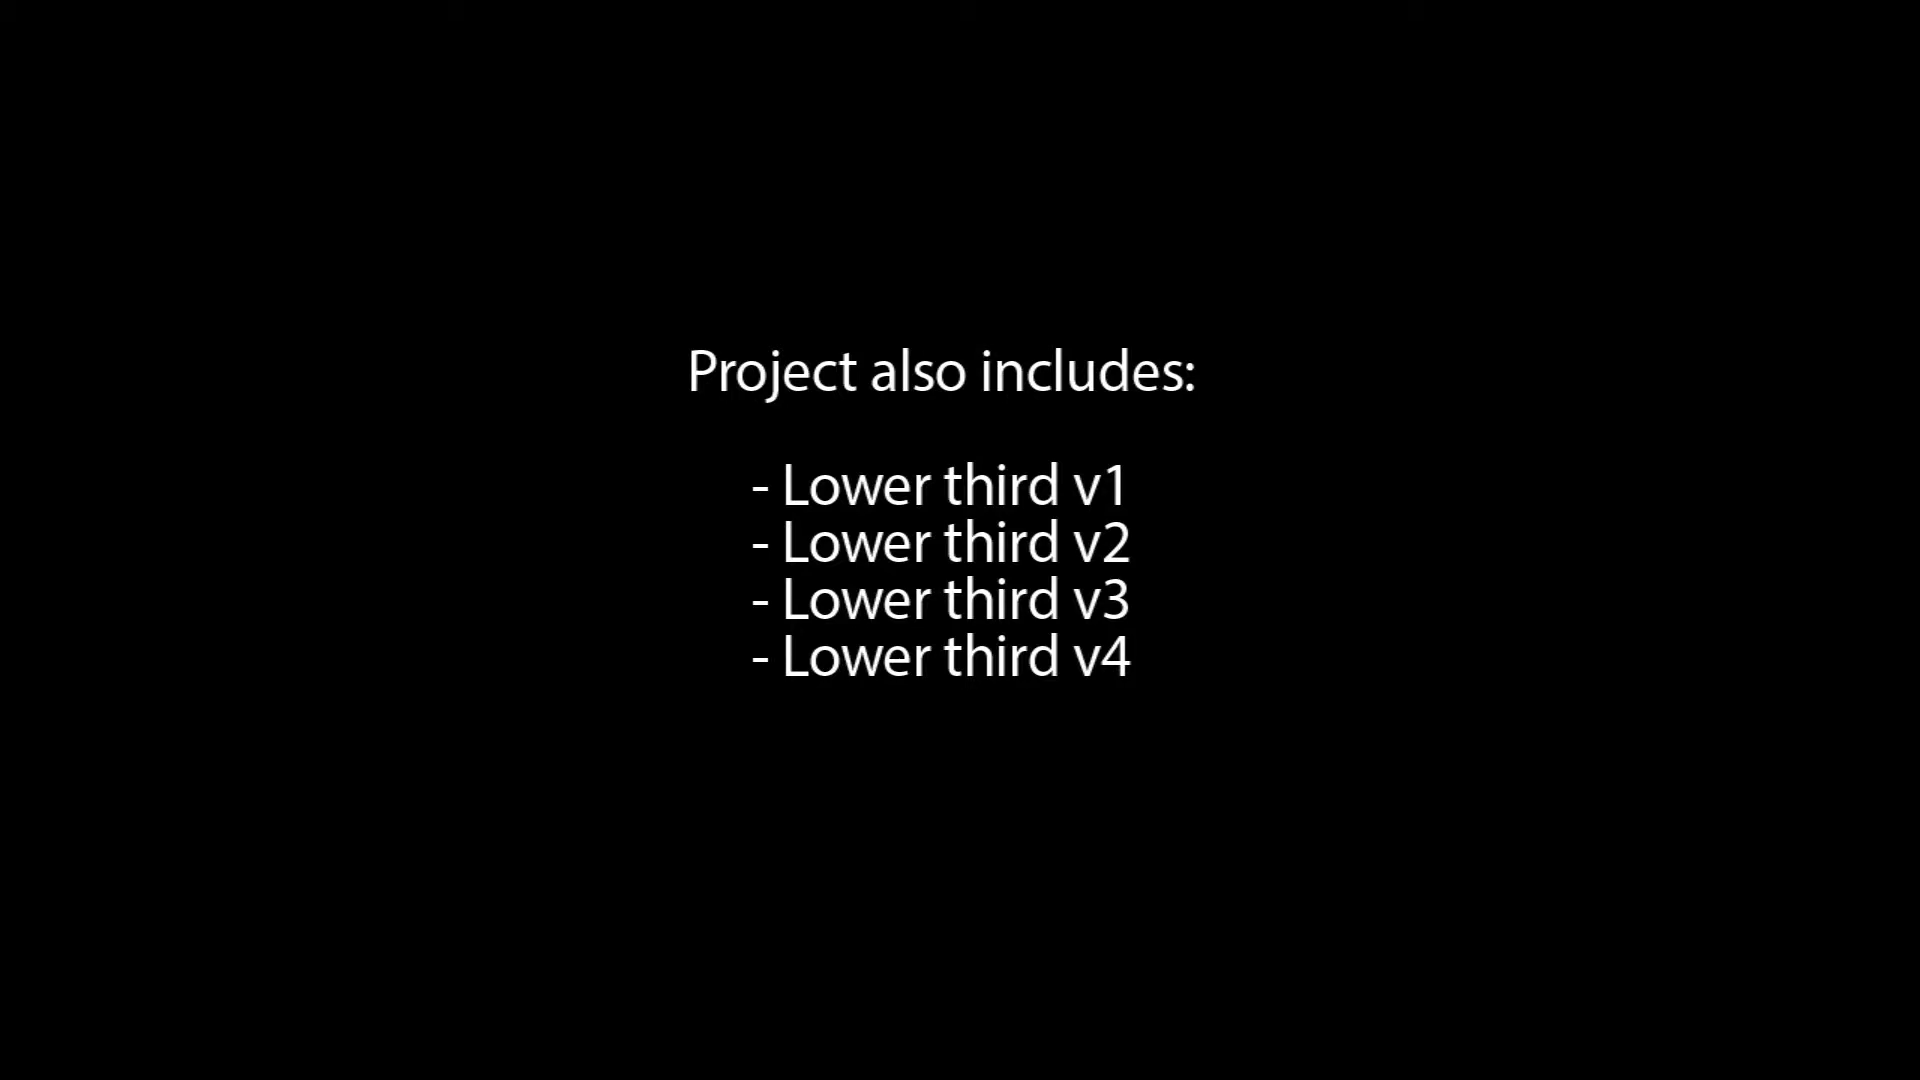 Project also includes:
- Lower third v1
- Lower third v2
- Lower third v3
- Lower third v4